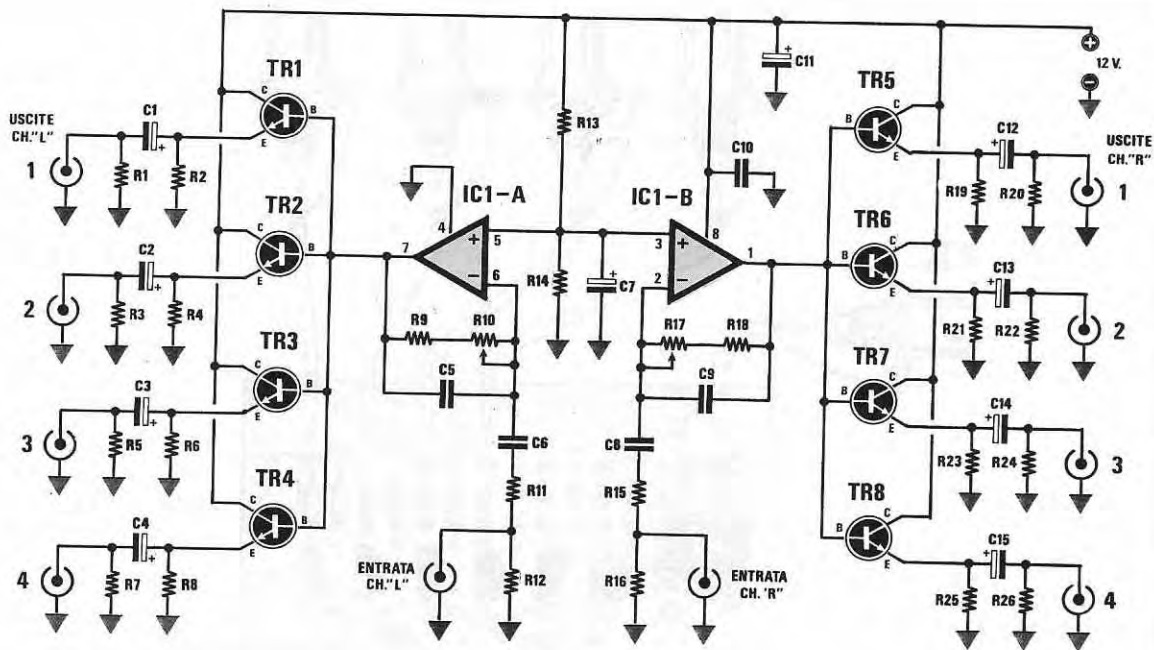 TR1
C
B
E
USCITE
CH."L"
C1
+
1
R1
R2
TR2
C
B
E
C2
+
2
R3
R4
TR3
C
B
E
C3
+
3
R5
R6
TR4
C
B
E
C4
+
4
R7
R8
IC1-A
4
7
+
5
−
6
R9
R10
C5
C6
R11
R12
ENTRATA
CH."L"
R13
R14
+
C7
+
C11
C10
IC1-B
8
3
+
2
−
1
R17
R18
C9
C8
R15
R16
ENTRATA
CH. "R"
+
12 V.
−
TR5
B
C
E
C12
+
USCITE
CH."R"
1
R19
R20
TR6
B
C
E
C13
+
2
R21
R22
TR7
B
C
E
C14
+
3
R23
R24
TR8
B
C
E
C15
+
4
R25
R26